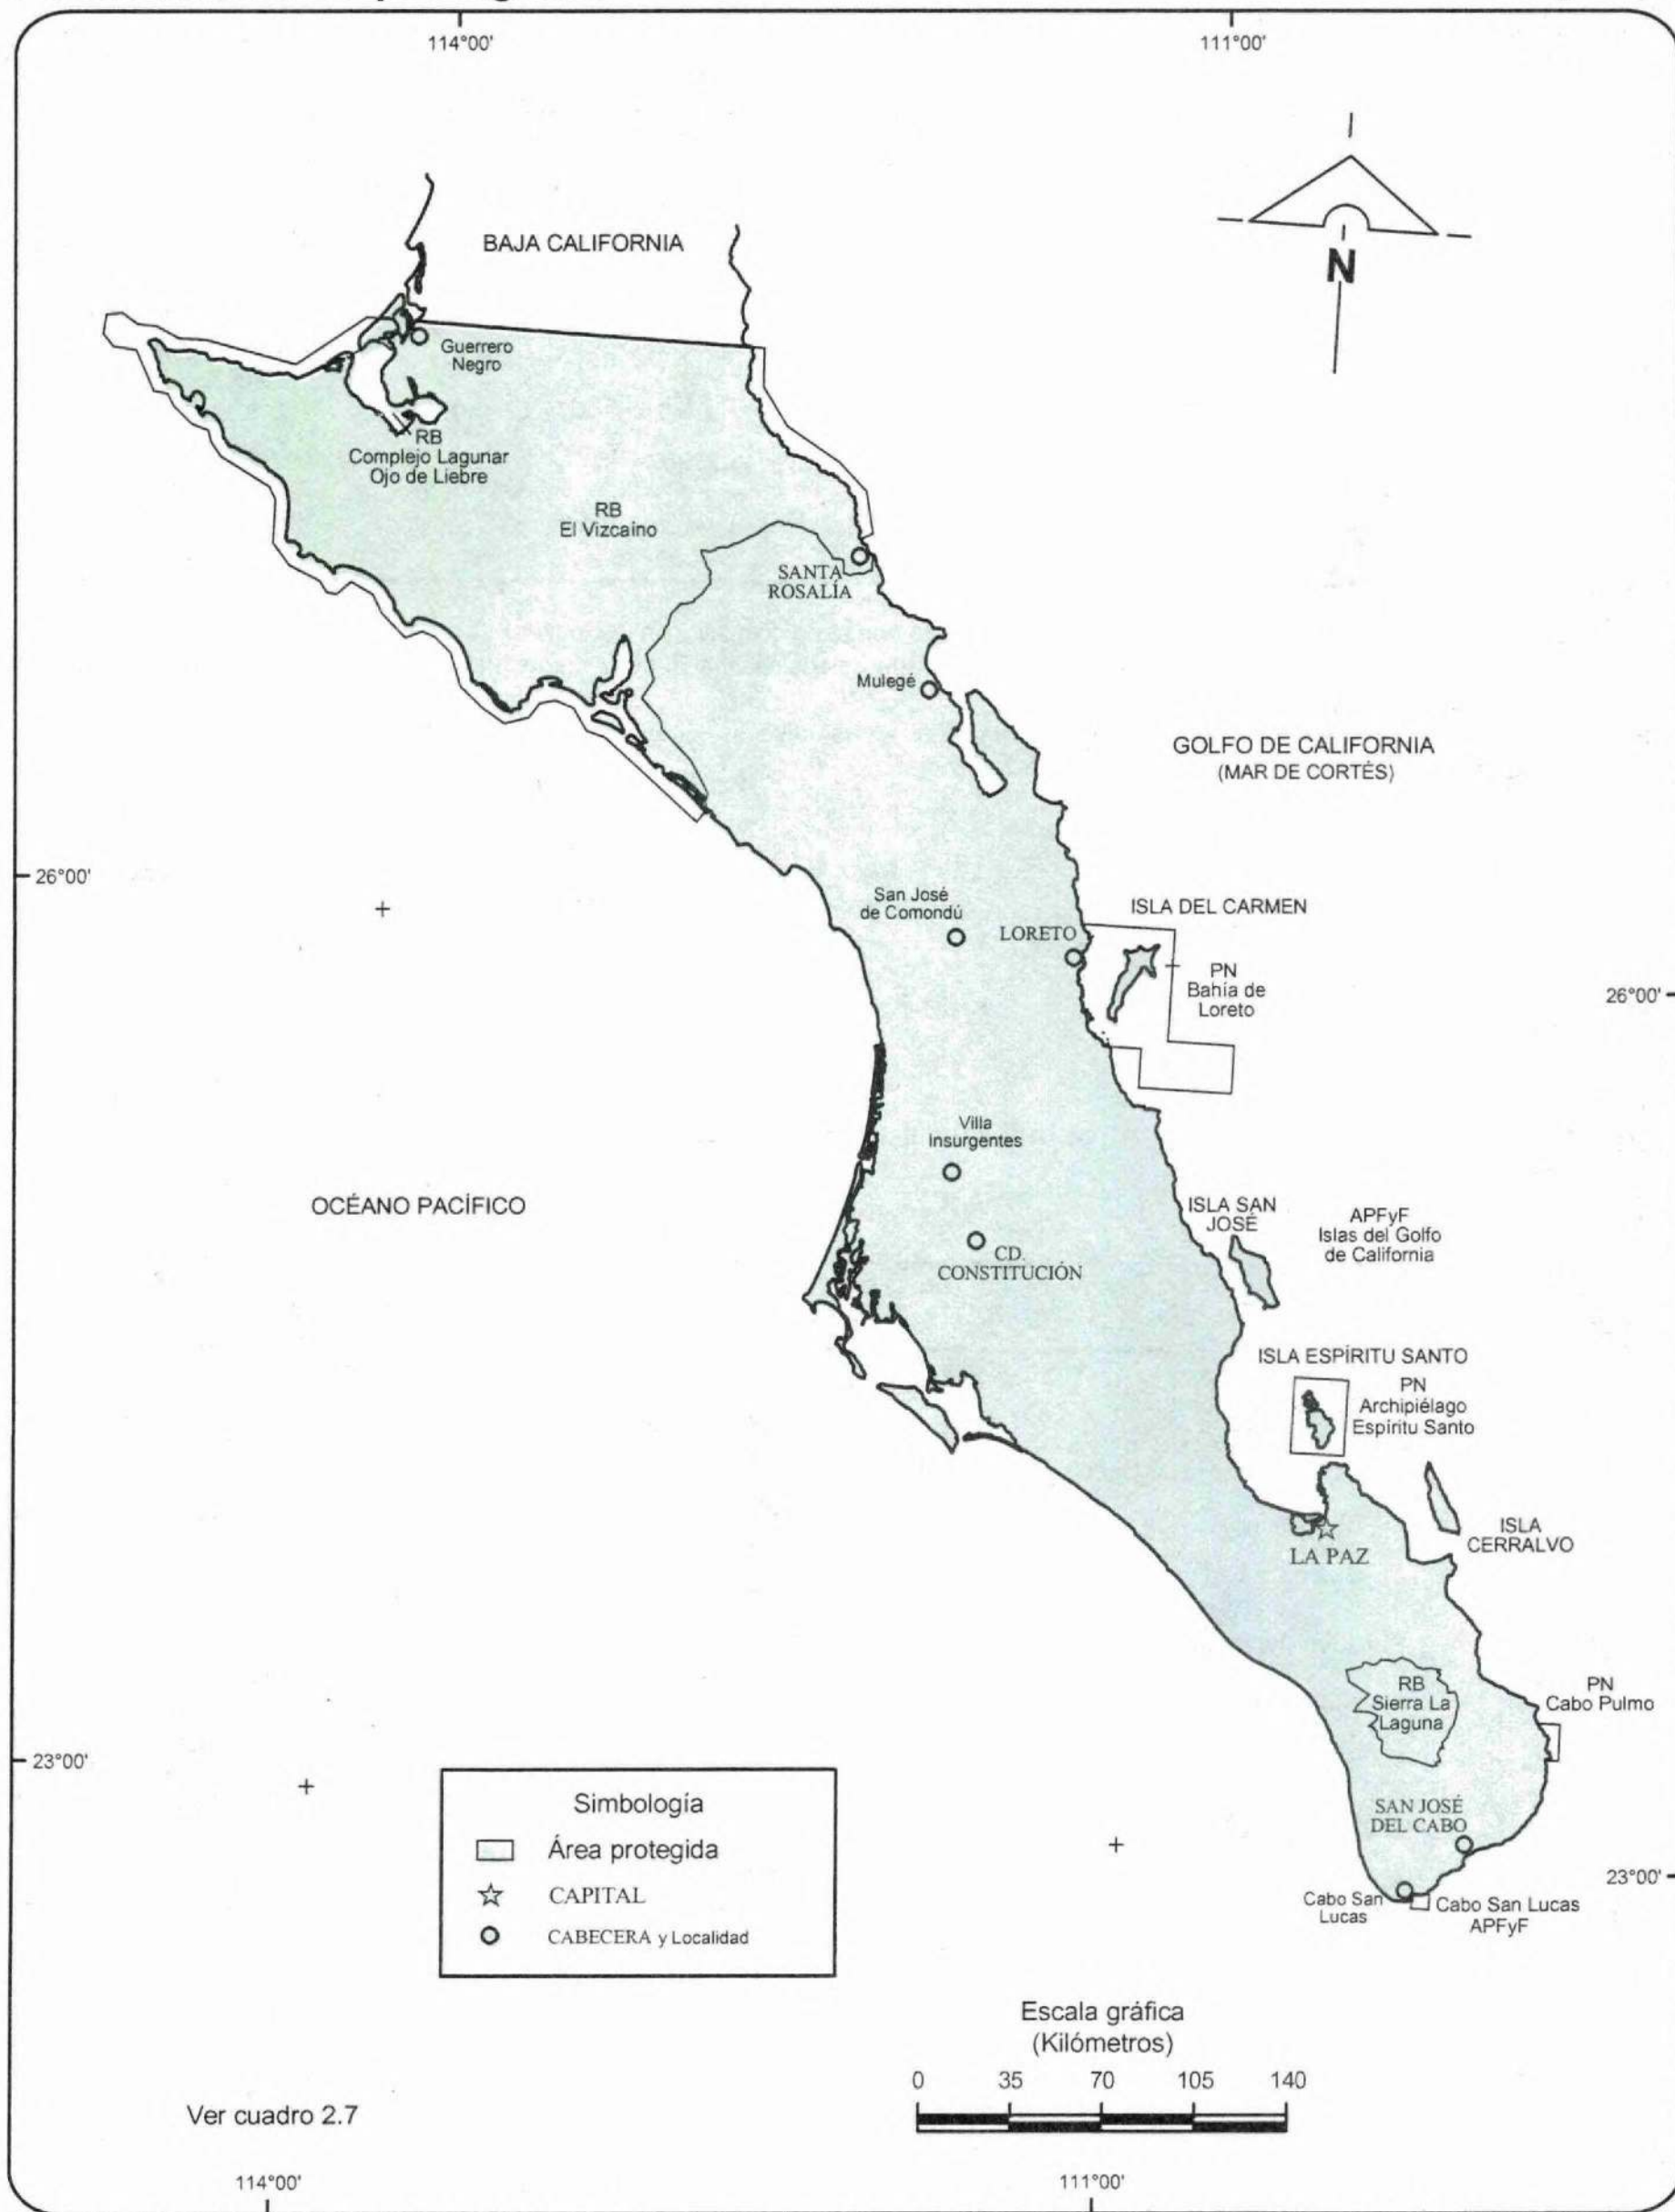 114°00'
111°00'
N
BAJA CALIFORNIA
Guerrero
Negro
RB
Complejo Lagunar
Ojo de Liebre
RB
El Vizcaíno
SANTA
ROSALÍA
Mulegé
GOLFO DE CALIFORNIA
(MAR DE CORTÉS)
26°00'
San José
de Comondú
LORETO
ISLA DEL CARMEN
PN
Bahía de
Loreto
26°00'
Villa
Insurgentes
OCÉANO PACÍFICO
CD.
CONSTITUCIÓN
ISLA SAN
JOSÉ
APFyF
Islas del Golfo
de California
ISLA ESPÍRITU SANTO
PN
Archipiélago
Espíritu Santo
ISLA
CERRALVO
LA PAZ
RB
Sierra La
Laguna
PN
Cabo Pulmo
23°00'
SAN JOSÉ
DEL CABO
23°00'
Cabo San
Lucas
Cabo San Lucas
APFyF
Simbología
Área protegida
CAPITAL
CABECERA y Localidad
Escala gráfica
(Kilómetros)
0 35 70 105 140
Ver cuadro 2.7
114°00'
111°00'